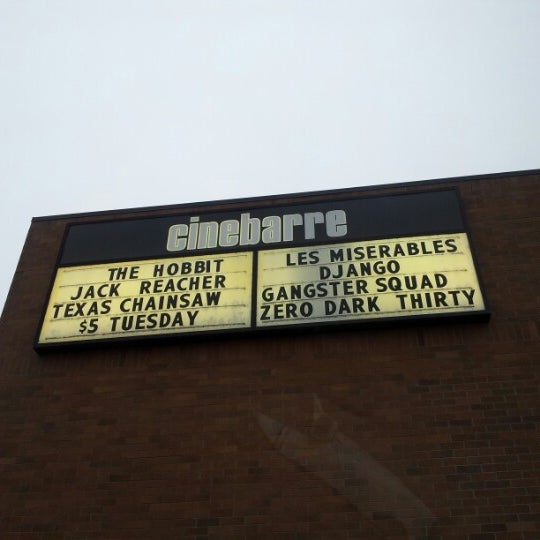 cinebarre
THE HOBBIT
JACK REACHER
TEXAS CHAINSAW
$5 TUESDAY
LES MISERABLES
DJANGO
GANGSTER SQUAD
ZERO DARK THIRTY